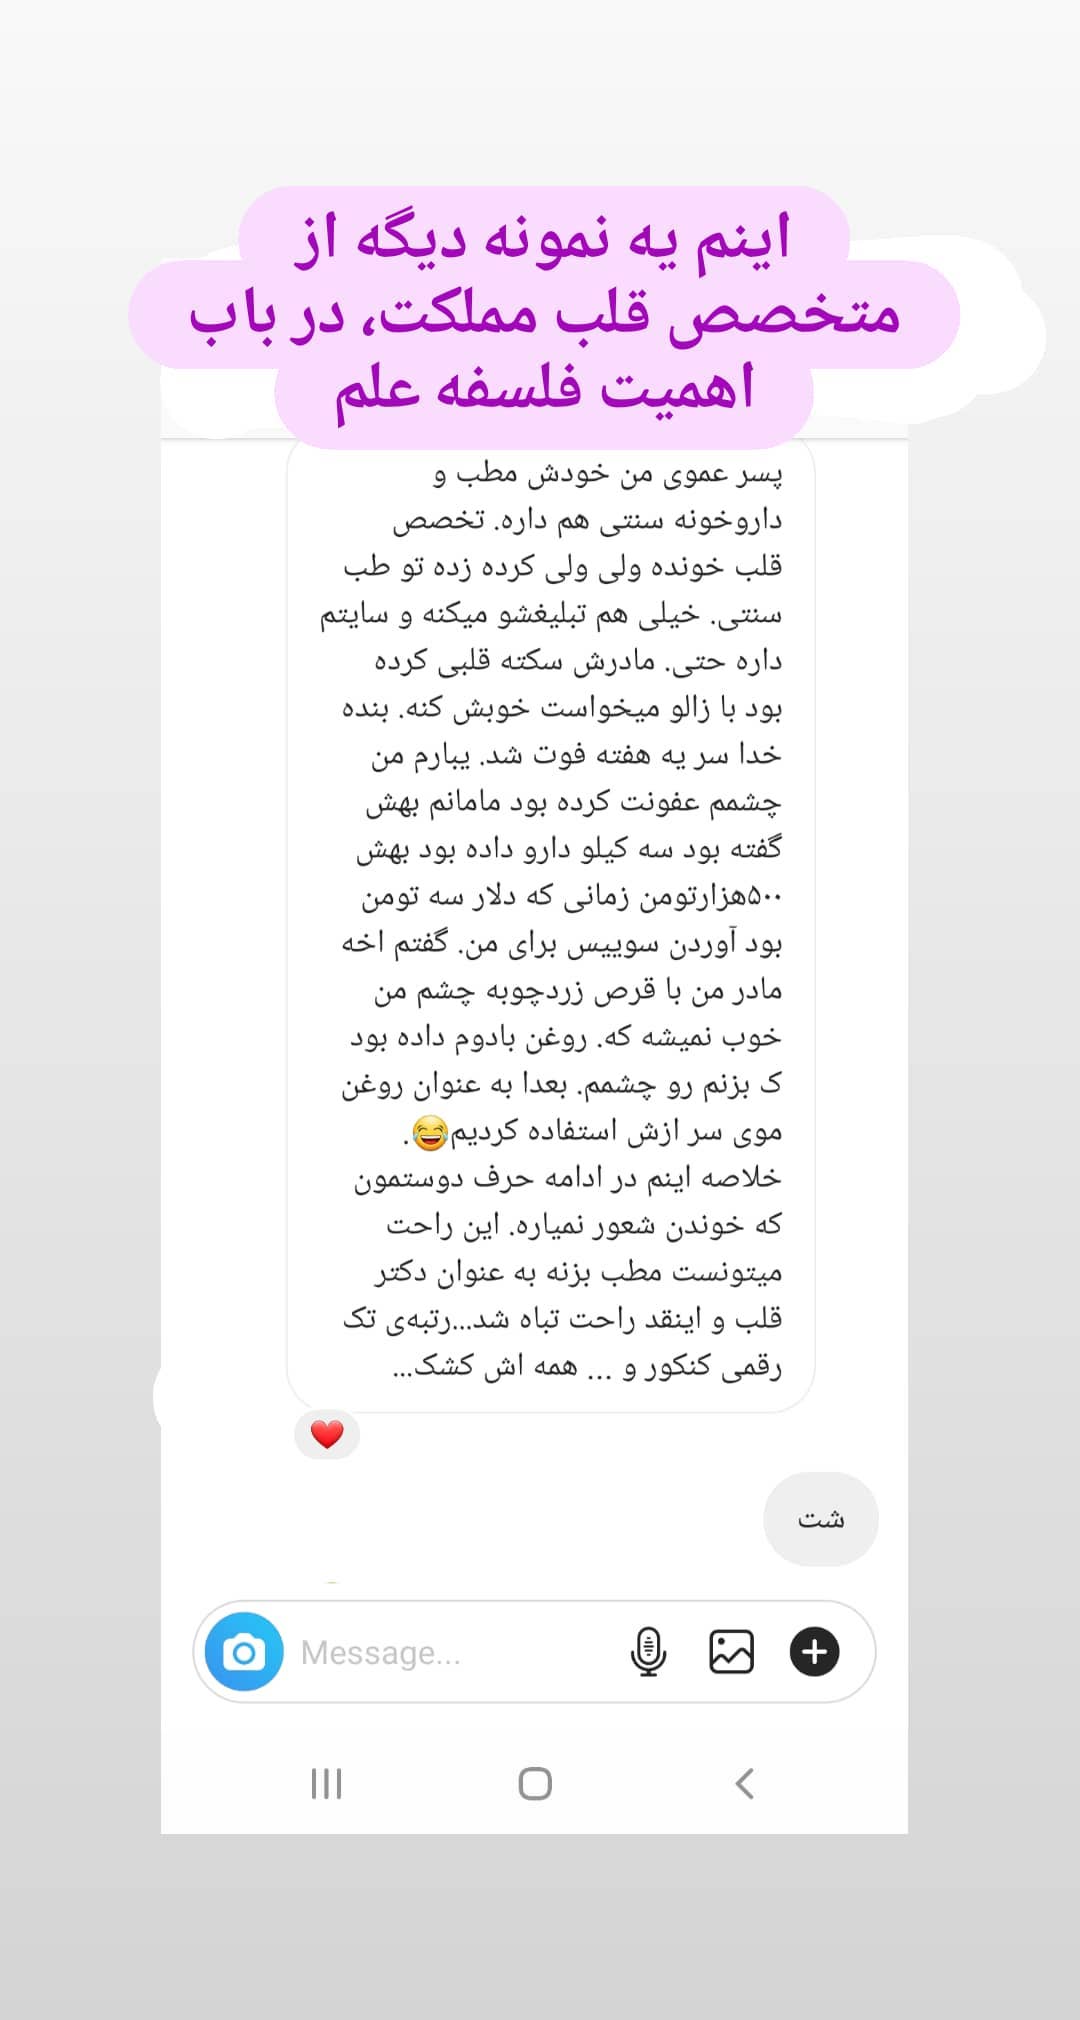 اینم یه نمونه دیگه از
متخصص قلب مملکت، در باب
اهمیت فلسفه علم
پسر عموی من خودش مطب و
داروخونه سنتی هم داره. تخصص
قلب خونده ولی ولی کرده زده تو طب
سنتی. خیلی هم تبلیغشو میکنه و سایتم
داره حتی. مادرش سکته قلبی کرده
بود با زالو میخواست خوبش کنه. بنده
خدا سر یه هفته فوت شد. یبارم من
چشمم عفونت کرده بود مامانم بهش
گفته بود سه کیلو دارو داده بود بهش
۵۰۰هزارتومن زمانی که دلار سه تومن
بود آوردن سوییس برای من. گفتم اخه
مادر من با قرص زردچوبه چشم من
خوب نمیشه که. روغن بادوم داده بود
ک بزنم رو چشمم. بعدا به عنوان روغن
موی سر ازش استفاده کردیم😂.
خلاصه اینم در ادامه حرف دوستمون
که خوندن شعور نمیاره. این راحت
میتونست مطب بزنه به عنوان دکتر
قلب و اینقد راحت تباه شد...رتبه‌ی تک
رقمی کنکور و ... همه اش کشک...
❤️
شت
Message...